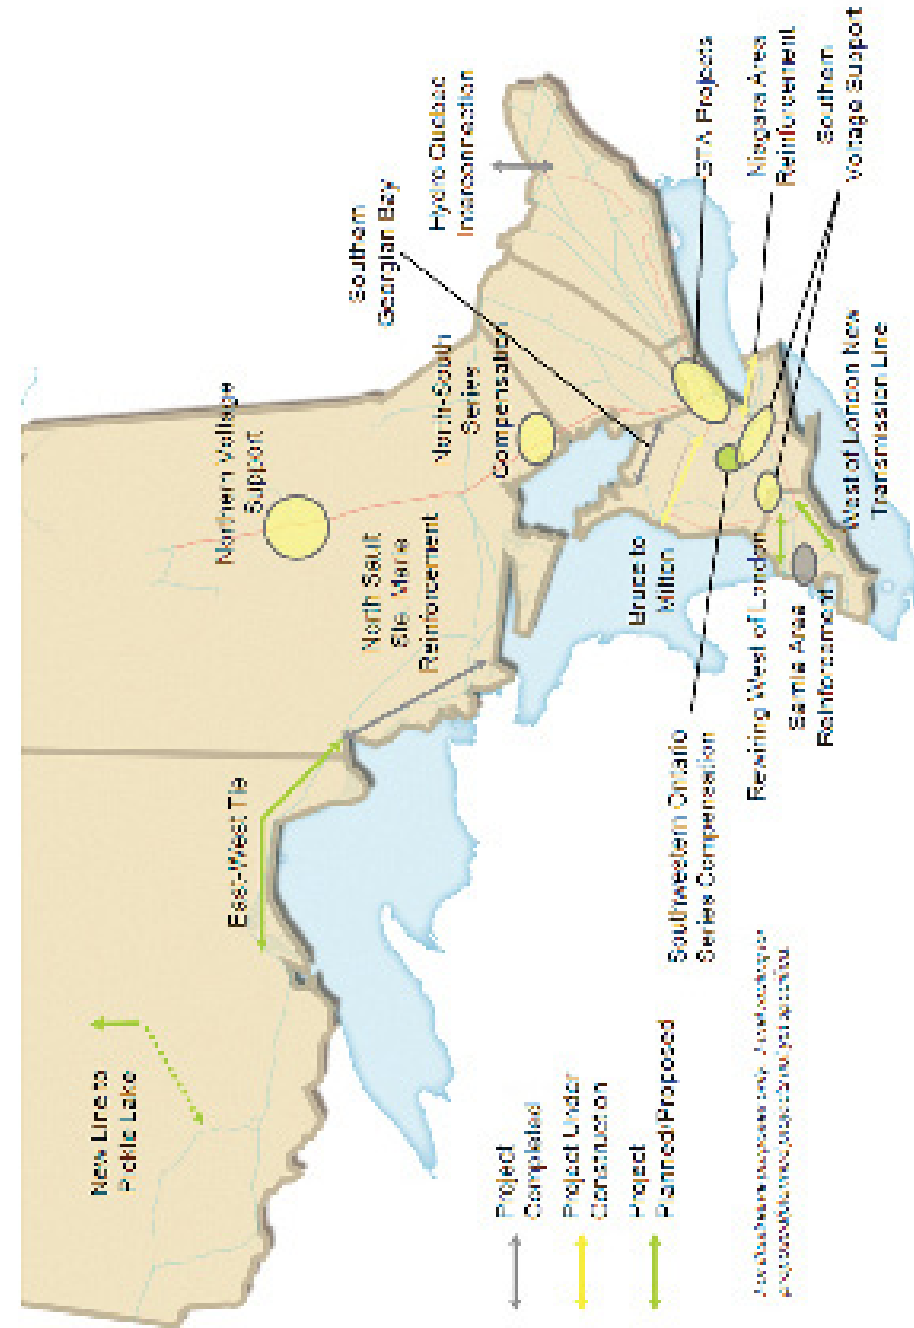 New Line to
Pickle Lake
East-West Tie
Northern Voltage
Support
North Sault
Ste. Marie
Reinforcement
North-South
Series
Compensation
Southern
Georgian Bay
Hydro Quebec
Interconnection
GTA Projects
Niagara Area
Reinforcement
Southern
Voltage Support
West of London New
Transmission Line
Bruce to
Milton
Rewiring West of London
Sarnia Area
Reinforcement
Southwestern Ontario
Series Compensation
Project
Completed
Project Under
Construction
Project
Planned/Proposed